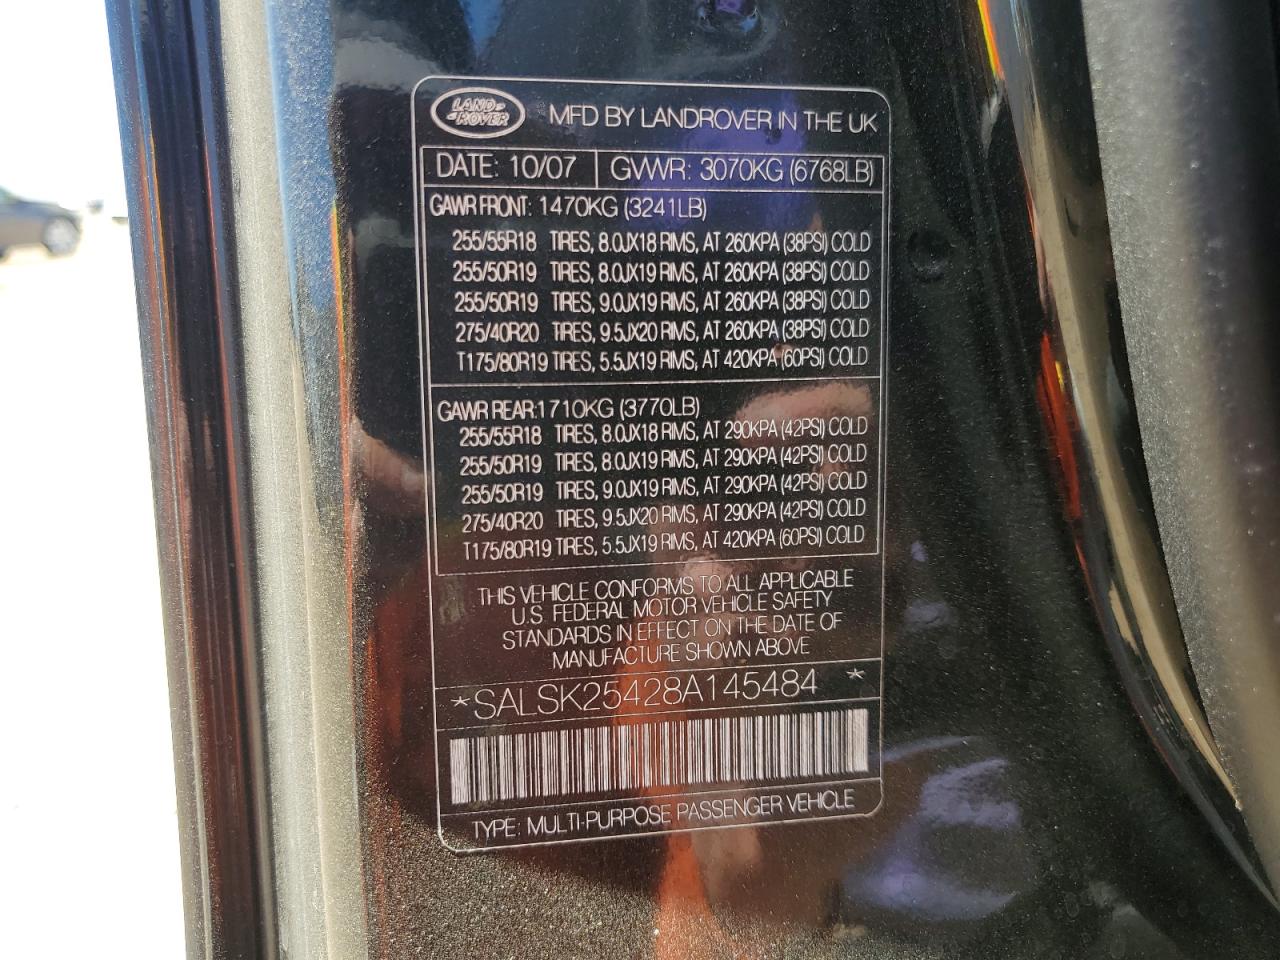 LAND ROVER MFD BY LANDROVER IN THE UK
DATE: 10/07 GVWR: 3070KG (6768LB)
GAWR FRONT: 1470KG (3241LB)
255/55R18 TIRES, 8.0JX18 RIMS, AT 260KPA (38PSI) COLD
255/50R19 TIRES, 8.0JX19 RIMS, AT 260KPA (38PSI) COLD
255/50R19 TIRES, 9.0JX19 RIMS, AT 260KPA (38PSI) COLD
275/40R20 TIRES, 9.5JX20 RIMS, AT 260KPA (38PSI) COLD
T175/80R19 TIRES, 5.5JX19 RIMS, AT 420KPA (60PSI) COLD
GAWR REAR: 1710KG (3770LB)
255/55R18 TIRES, 8.0JX18 RIMS, AT 290KPA (42PSI) COLD
255/50R19 TIRES, 8.0JX19 RIMS, AT 290KPA (42PSI) COLD
255/50R19 TIRES, 9.0JX19 RIMS, AT 290KPA (42PSI) COLD
275/40R20 TIRES, 9.5JX20 RIMS, AT 290KPA (42PSI) COLD
T175/80R19 TIRES, 5.5JX19 RIMS, AT 420KPA (60PSI) COLD
THIS VEHICLE CONFORMS TO ALL APPLICABLE
U.S. FEDERAL MOTOR VEHICLE SAFETY
STANDARDS IN EFFECT ON THE DATE OF
MANUFACTURE SHOWN ABOVE
*SALSK25428A145484 *
TYPE: MULTI-PURPOSE PASSENGER VEHICLE